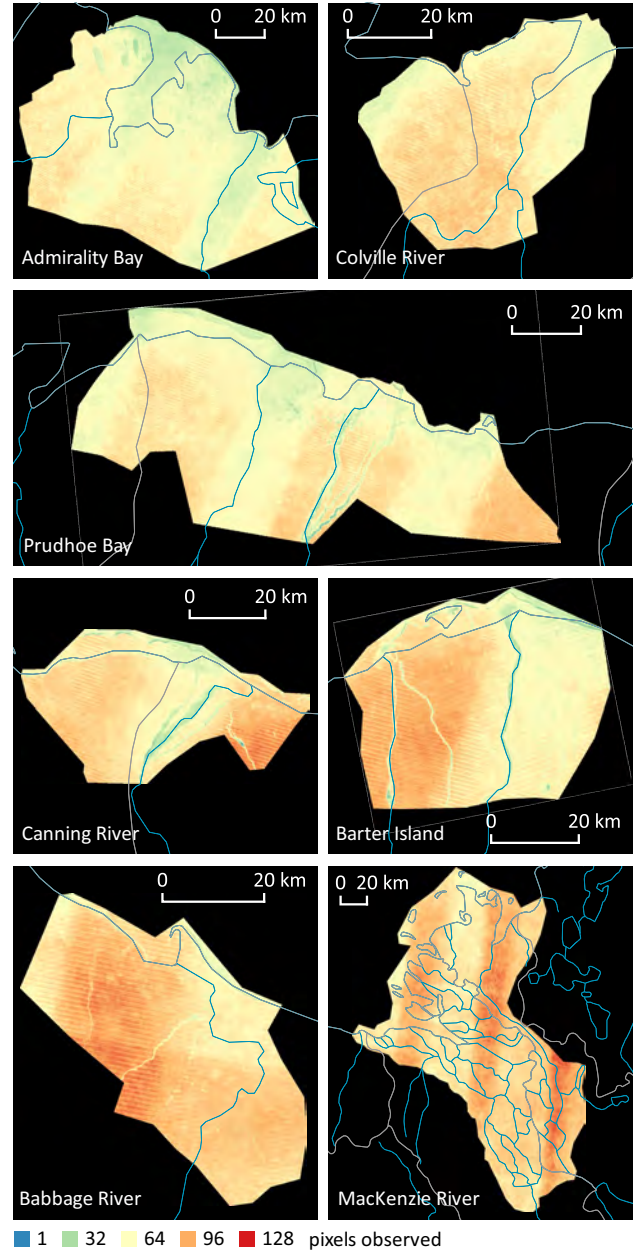 0 20 km
Admirality Bay
0 20 km
Colville River
0 20 km
Prudhoe Bay
0 20 km
Canning River
Barter Island
0 20 km
0 20 km
Babbage River
0 20 km
MacKenzie River
1 32 64 96 128 pixels observed